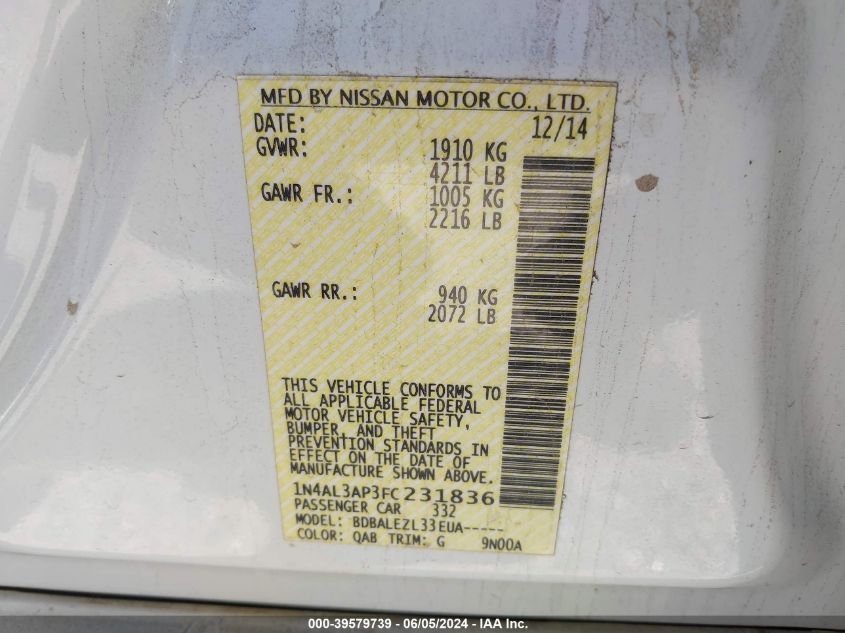 MFD BY NISSAN MOTOR CO., LTD.
DATE: 12/14
GVWR: 1910 KG
4211 LB
GAWR FR.: 1005 KG
2216 LB
GAWR RR.: 940 KG
2072 LB
THIS VEHICLE CONFORMS TO
ALL APPLICABLE FEDERAL
MOTOR VEHICLE SAFETY,
BUMPER, AND THEFT
PREVENTION STANDARDS IN
EFFECT ON THE DATE OF
MANUFACTURE SHOWN ABOVE.
1N4AL3AP3FC231836
PASSENGER CAR 332
MODEL: BDBALEZL33EUA-----
COLOR: QAB TRIM: G 9N00A
000-39579739 - 06/05/2024 - IAA Inc.